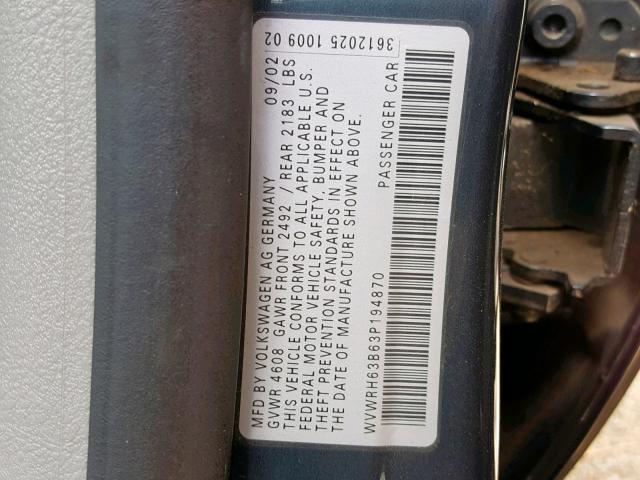 3612025 1009 02
MFD BY VOLKSWAGEN AG GERMANY 09/02
GVWR 4608 GAWR FRONT 2492 / REAR 2183 LBS
THIS VEHICLE CONFORMS TO ALL APPLICABLE U.S.
FEDERAL MOTOR VEHICLE SAFETY, BUMPER AND
THEFT PREVENTION STANDARDS IN EFFECT ON
THE DATE OF MANUFACTURE SHOWN ABOVE.
WVWRH63B63P194870 PASSENGER CAR